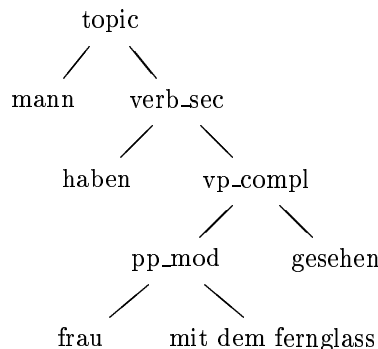 topic
mann verb_sec
haben vp_compl
pp_mod gesehen
frau mit dem fernglass